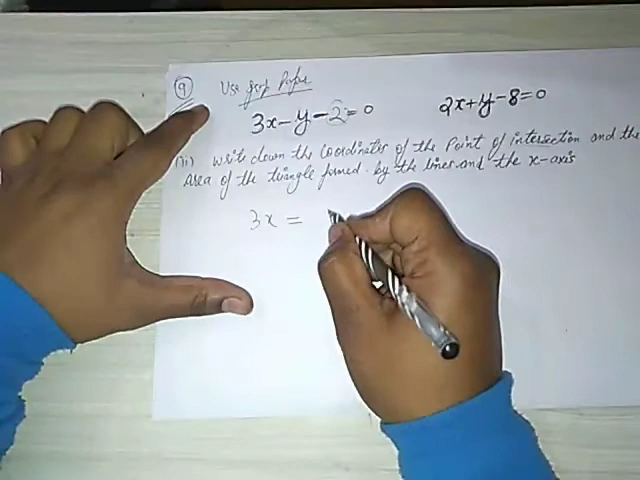 9 Use graph Paper
3x - y - 2 = 0 2x + y - 8 = 0
(ii) write down the coordinates of the Point of intersection and the
area of the triangle formed by the lines and the x-axis
3x =